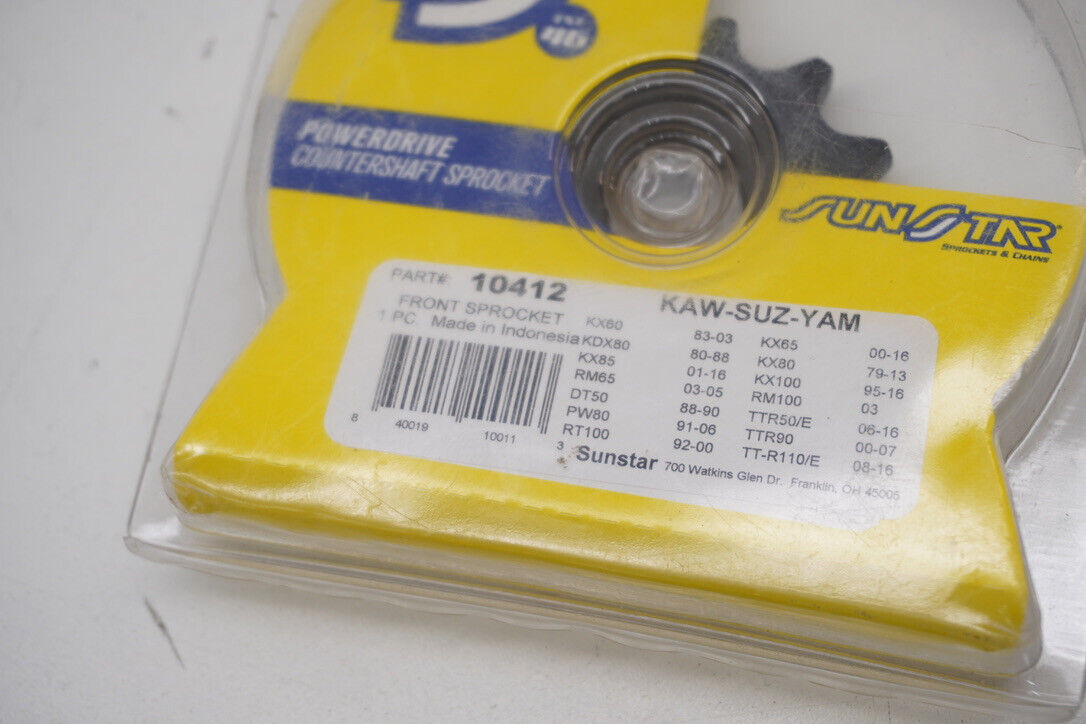 46
POWERDRIVE
COUNTERSHAFT SPROCKET
SUNSTAR®
SPROCKETS & CHAINS
PART#: 10412 KAW-SUZ-YAM
FRONT SPROCKET
1 PC Made in Indonesia
KX60 83-03 KX65 00-16
KDX80 80-88 KX80 79-13
KX85 01-16 KX100 95-16
RM65 03-05 RM100 03
DT50 88-90 TTR50/E 06-16
PW80 91-06 TTR90 00-07
RT100 92-00 TT-R110/E 08-16
8 40019 10011 3
Sunstar 700 Watkins Glen Dr. Franklin, OH 45005